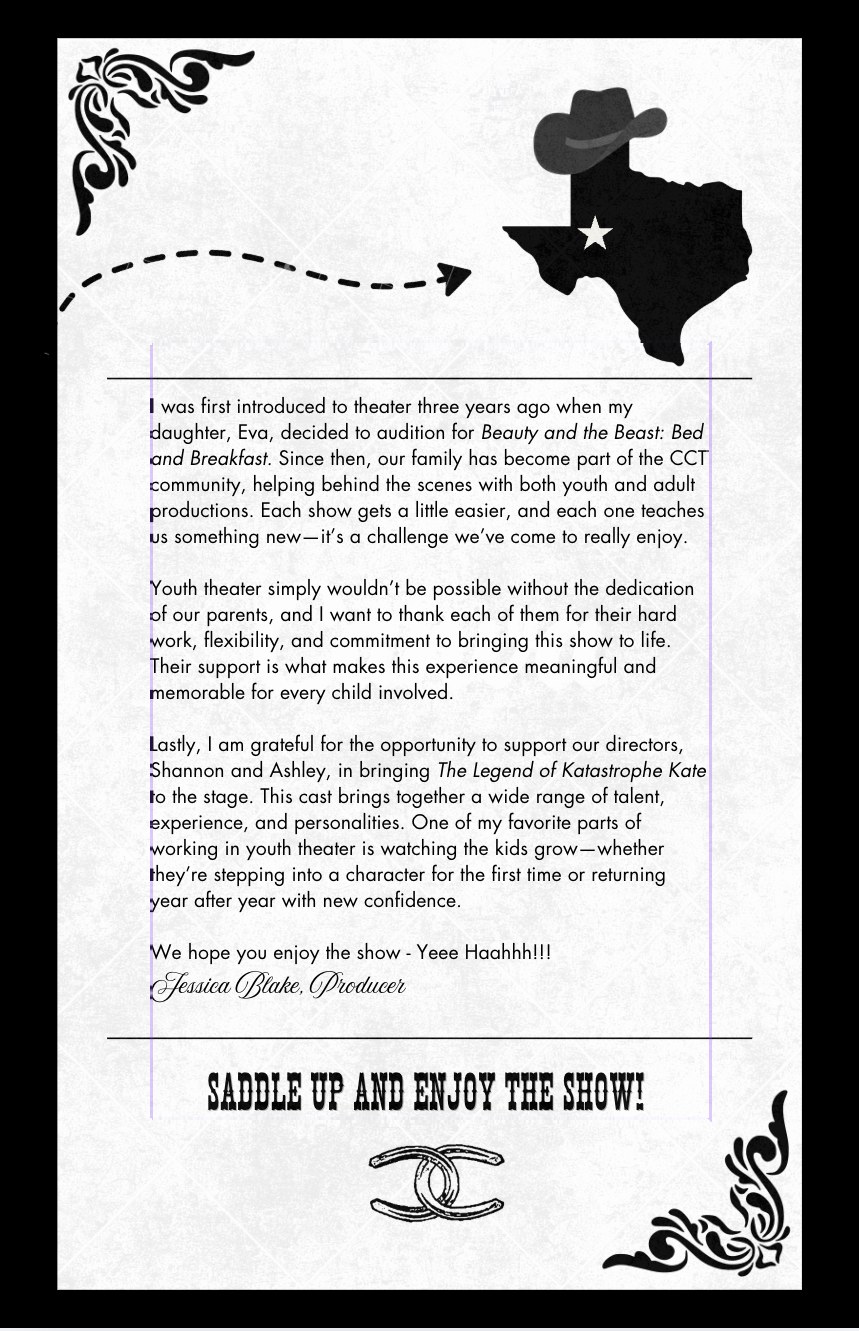 I was first introduced to theater three years ago when my
daughter, Eva, decided to audition for Beauty and the Beast: Bed
and Breakfast. Since then, our family has become part of the CCT
community, helping behind the scenes with both youth and adult
productions. Each show gets a little easier, and each one teaches
us something new—it’s a challenge we’ve come to really enjoy.

Youth theater simply wouldn’t be possible without the dedication
of our parents, and I want to thank each of them for their hard
work, flexibility, and commitment to bringing this show to life.
Their support is what makes this experience meaningful and
memorable for every child involved.

Lastly, I am grateful for the opportunity to support our directors,
Shannon and Ashley, in bringing The Legend of Katastrophe Kate
to the stage. This cast brings together a wide range of talent,
experience, and personalities. One of my favorite parts of
working in youth theater is watching the kids grow—whether
they’re stepping into a character for the first time or returning
year after year with new confidence.

We hope you enjoy the show - Yeee Haahhh!!!
Jessica Blake, Producer
SADDLE UP AND ENJOY THE SHOW!